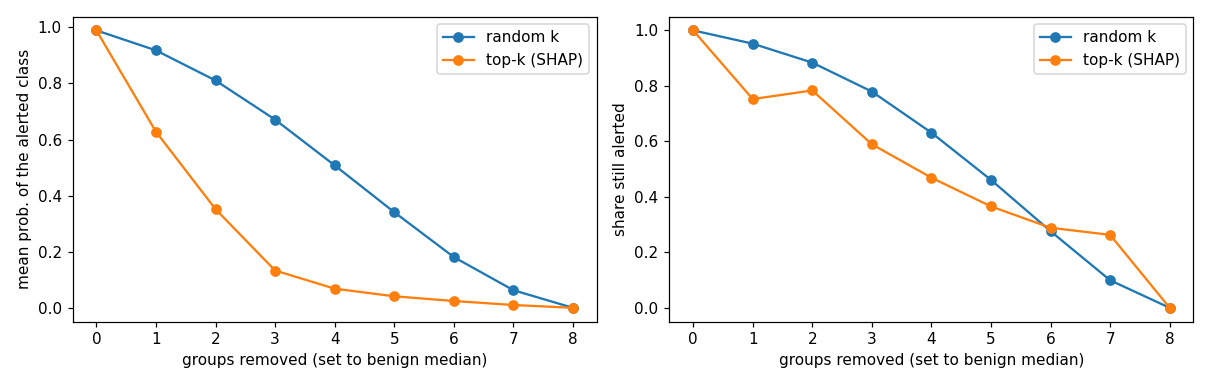 mean prob. of the alerted class
1.0
0.8
0.6
0.4
0.2
0.0
random k
top-k (SHAP)
0 1 2 3 4 5 6 7 8
groups removed (set to benign median)
share still alerted
1.0
0.8
0.6
0.4
0.2
0.0
random k
top-k (SHAP)
0 1 2 3 4 5 6 7 8
groups removed (set to benign median)